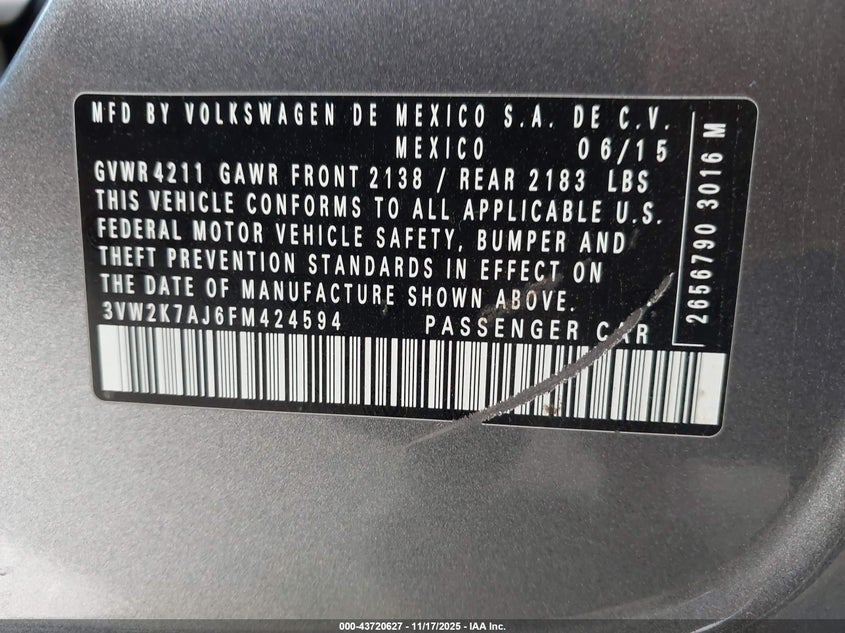 MFD BY VOLKSWAGEN DE MEXICO S.A. DE C.V.
MEXICO 06/15
GVWR 4211 GAWR FRONT 2138 / REAR 2183 LBS
THIS VEHICLE CONFORMS TO ALL APPLICABLE U.S.
FEDERAL MOTOR VEHICLE SAFETY, BUMPER AND
THEFT PREVENTION STANDARDS IN EFFECT ON
THE DATE OF MANUFACTURE SHOWN ABOVE.
3VW2K7AJ6FM424594 PASSENGER CAR
2656790 3016 M
000-43720627 - 11/17/2025 - IAA Inc.